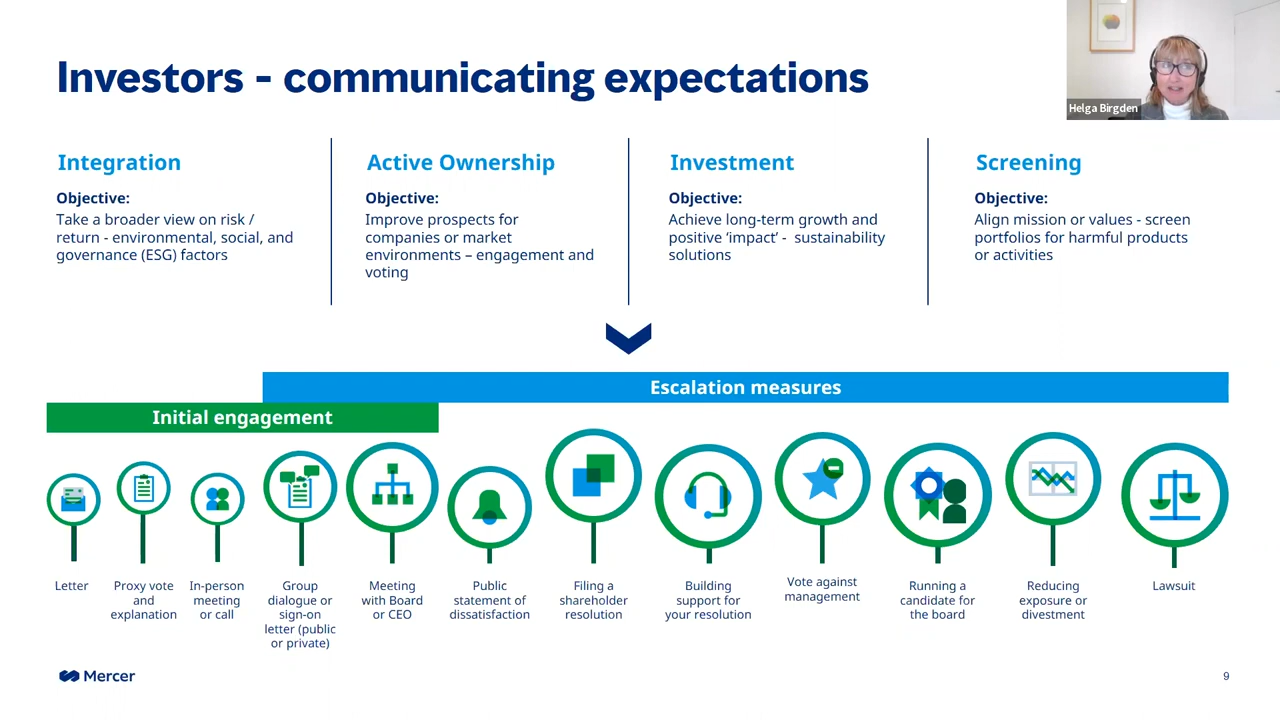 Investors - communicating expectations
Helga Birgden
Integration
Objective:
Take a broader view on risk /
return - environmental, social, and
governance (ESG) factors
Active Ownership
Objective:
Improve prospects for
companies or market
environments – engagement and
voting
Investment
Objective:
Achieve long-term growth and
positive ‘impact’ - sustainability
solutions
Screening
Objective:
Align mission or values - screen
portfolios for harmful products
or activities
Escalation measures
Initial engagement
Letter
Proxy vote
and
explanation
In-person
meeting
or call
Group
dialogue or
sign-on
letter (public
or private)
Meeting
with Board
or CEO
Public
statement of
dissatisfaction
Filing a
shareholder
resolution
Building
support for
your resolution
Vote against
management
Running a
candidate for
the board
Reducing
exposure or
divestment
Lawsuit
Mercer
9